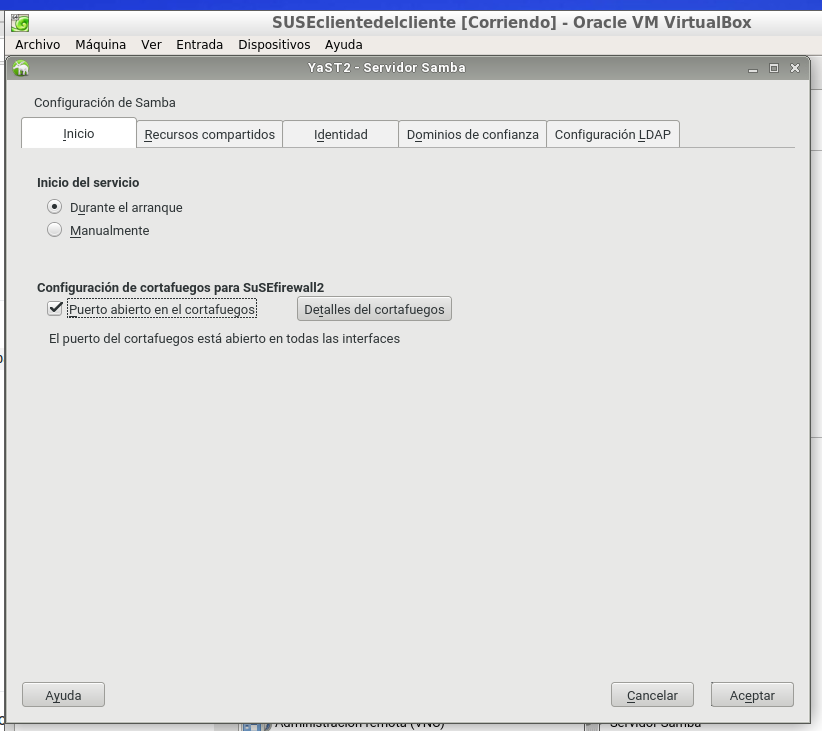 SUSEclientedelcliente [Corriendo] - Oracle VM VirtualBox
Archivo Máquina Ver Entrada Dispositivos Ayuda
YaST2 - Servidor Samba
Configuración de Samba
Inicio Recursos compartidos Identidad Dominios de confianza Configuración LDAP
Inicio del servicio
Durante el arranque
Manualmente
Configuración de cortafuegos para SuSEfirewall2
Puerto abierto en el cortafuegos Detalles del cortafuegos
El puerto del cortafuegos está abierto en todas las interfaces
Ayuda Cancelar Aceptar
Administración remota (VNC) Servidor Samba